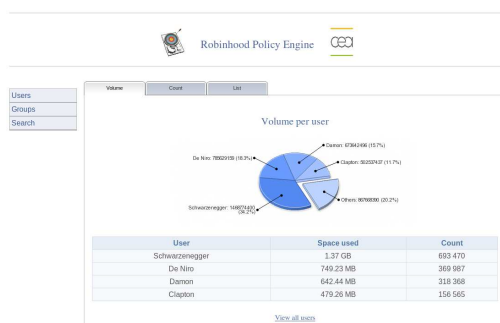 Robinhood Policy Engine
cea
Users
Groups
Search
Volume
Count
List
Volume per user
Damon: 673642496 (15.7%)
De Niro: 785629156 (18.3%)
Clapton: 502537437 (11.7%)
Others: 867668390 (20.2%)
Schwarzenegger:
(34.2%)
User Space used Count
Schwarzenegger 1.37 GB 693 470
De Niro 749.23 MB 369 987
Damon 642.44 MB 318 368
Clapton 479.26 MB 156 565
View all users